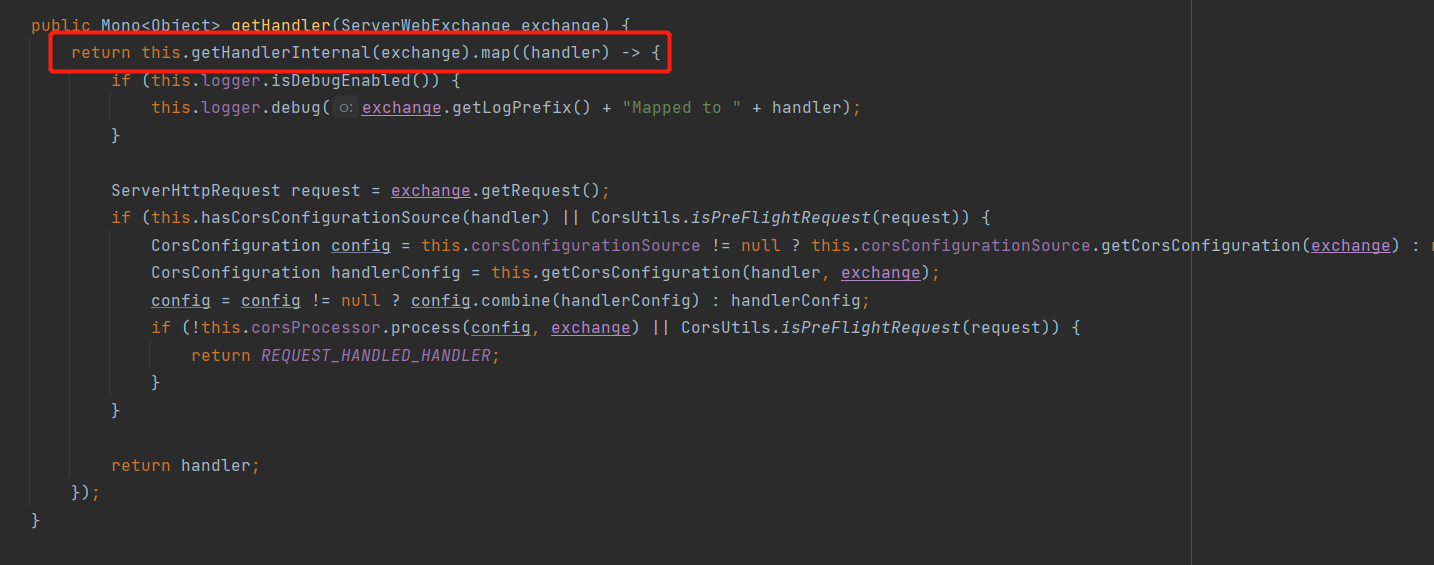 public Mono<Object> getHandler(ServerWebExchange exchange) {
return this.getHandlerInternal(exchange).map((handler) -> {
if (this.logger.isDebugEnabled()) {
this.logger.debug( o: exchange.getLogPrefix() + "Mapped to " + handler);
}
ServerHttpRequest request = exchange.getRequest();
if (this.hasCorsConfigurationSource(handler) || CorsUtils.isPreFlightRequest(request)) {
CorsConfiguration config = this.corsConfigurationSource != null ? this.corsConfigurationSource.getCorsConfiguration(exchange) :
CorsConfiguration handlerConfig = this.getCorsConfiguration(handler, exchange);
config = config != null ? config.combine(handlerConfig) : handlerConfig;
if (!this.corsProcessor.process(config, exchange) || CorsUtils.isPreFlightRequest(request)) {
return REQUEST_HANDLED_HANDLER;
}
}
return handler;
});
}